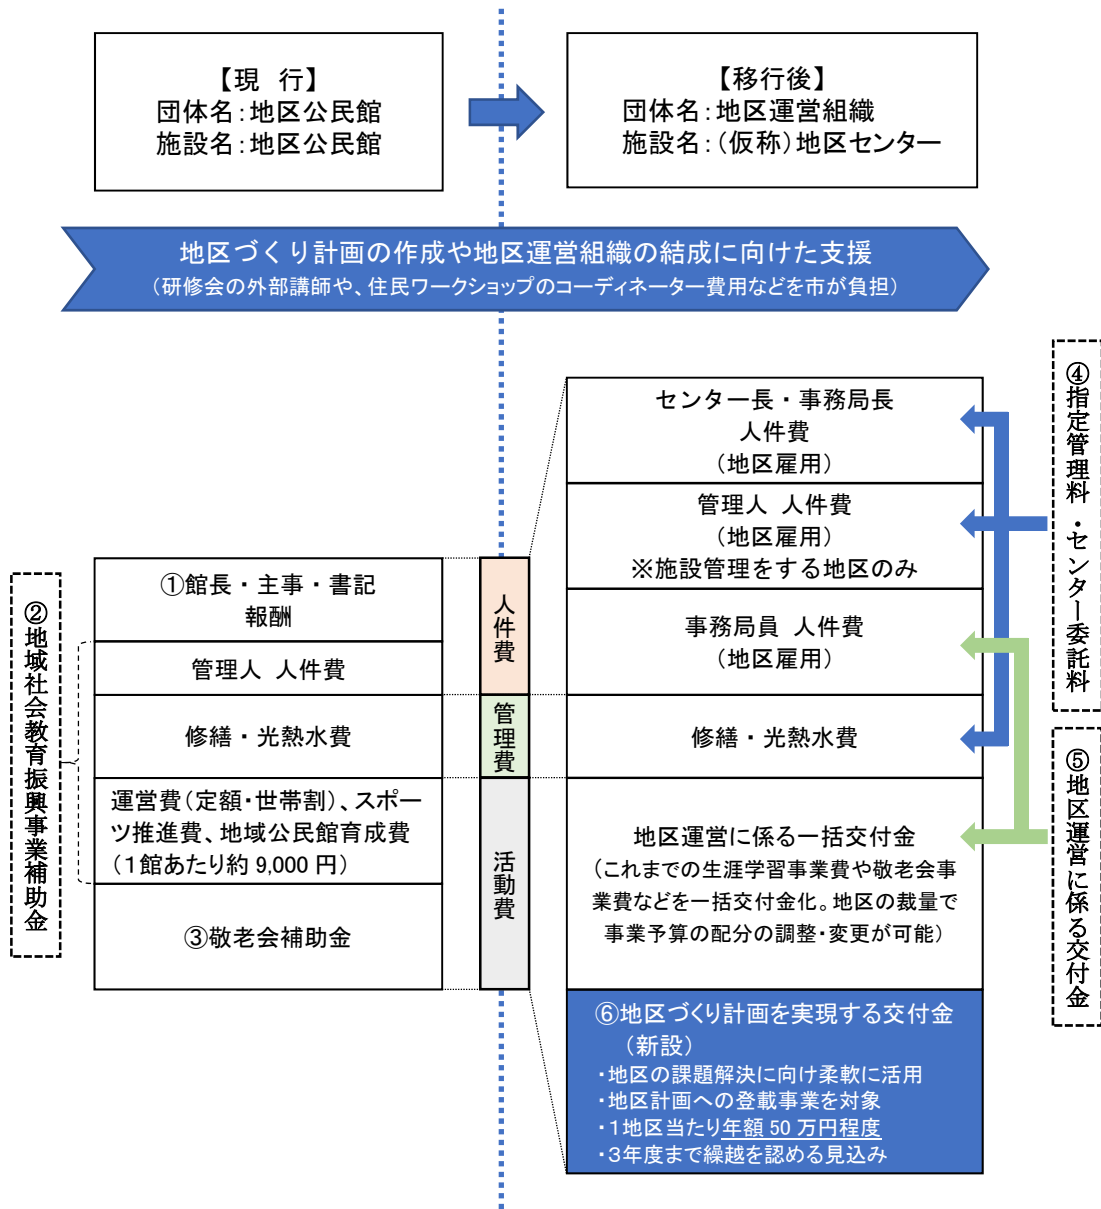 【現　行】
団体名：地区公民館
施設名：地区公民館
【移行後】
団体名：地区運営組織
施設名：（仮称）地区センター
地区づくり計画の作成や地区運営組織の結成に向けた支援
（研修会の外部講師や、住民ワークショップのコーディネーター費用などを市が負担）
②地域社会教育振興事業補助金
①館長・主事・書記
報酬
管理人 人件費
修繕・光熱水費
運営費（定額・世帯割）、スポー
ツ推進費、地域公民館育成費
（１館あたり約 9,000 円）
③敬老会補助金
人件費
管理費
活動費
センター長・事務局長
人件費
（地区雇用）
管理人 人件費
（地区雇用）
※施設管理をする地区のみ
事務局員 人件費
（地区雇用）
修繕・光熱水費
地区運営に係る一括交付金
（これまでの生涯学習事業費や敬老会事
業費などを一括交付金化。地区の裁量で
事業予算の配分の調整・変更が可能）
⑥地区づくり計画を実現する交付金
（新設）
・地区の課題解決に向け柔軟に活用
・地区計画への登載事業を対象
・1地区当たり年額 50 万円程度
・3年度まで繰越を認める見込み
④指定管理料・センター委託料
⑤地区運営に係る交付金